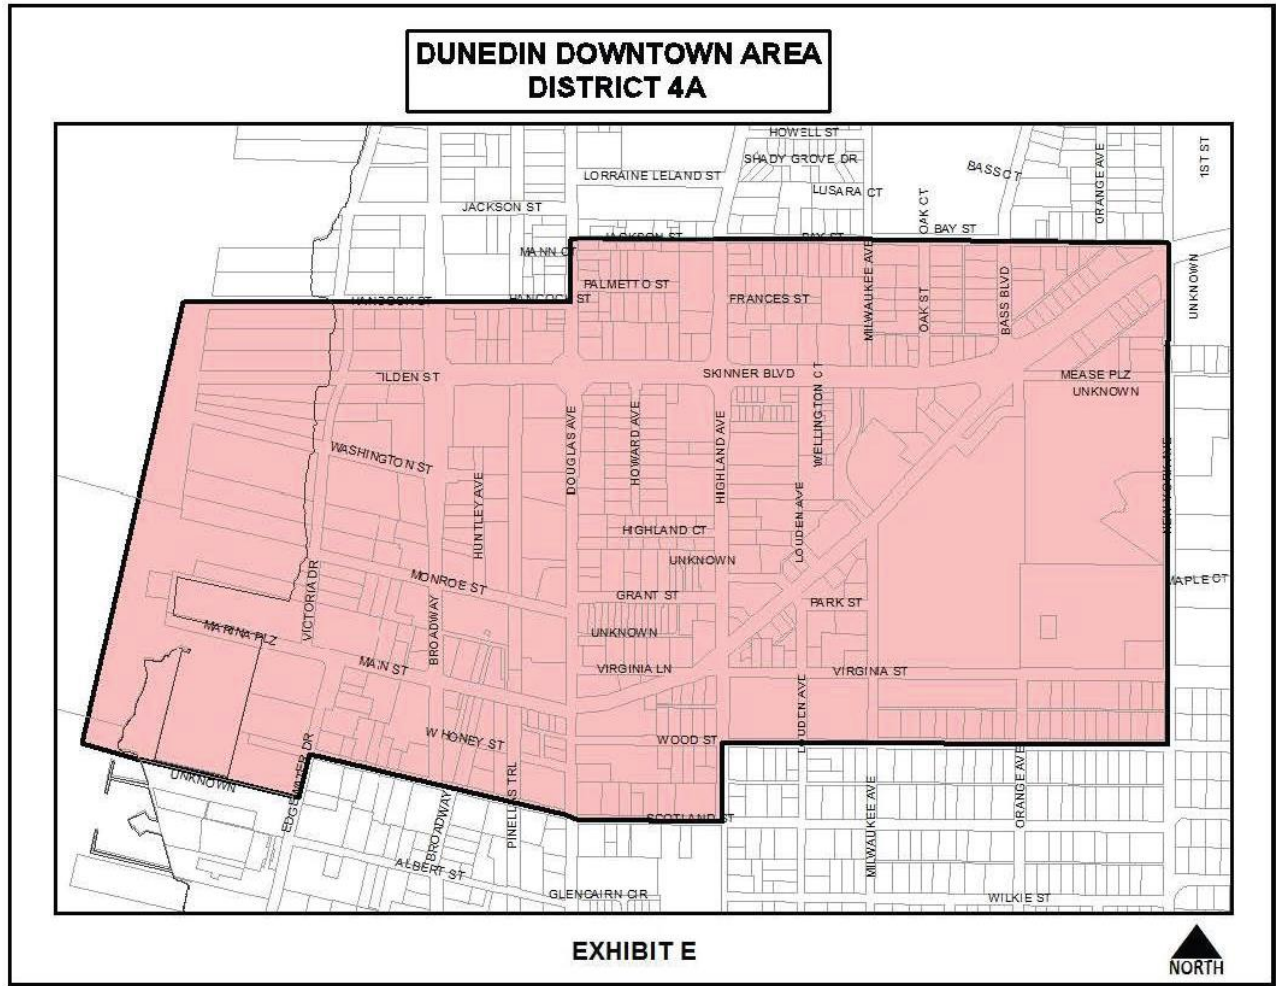 DUNEDIN DOWNTOWN AREA
DISTRICT 4A
HOWELL ST
SHADY GROVE DR
LORRAINE LELAND ST
LUSARA CT
BASS CT
ORANGE AVE
1ST ST
JACKSON ST
OAK CT
BAY ST
JACKSON ST
BAY ST
MANN CT
PALMETTO ST
HANCOCK ST
HANCOCK ST
FRANCES ST
MILWAUKEE AVE
OAK ST
BASS BLVD
UNKNOWN
TILDEN ST
SKINNER BLVD
MEASE PLZ
UNKNOWN
WELLINGTON CT
DOUGLAS AVE
HOWARD AVE
HIGHLAND AVE
WASHINGTON ST
HUNTLEY AVE
NEW YORK AVE
HIGHLAND CT
LOUDEN AVE
UNKNOWN
MONROE ST
VICTORIA DR
GRANT ST
PARK ST
MAPLE CT
MARINA PLZ
BROADWAY
UNKNOWN
MAIN ST
VIRGINIA LN
VIRGINIA ST
LOUDEN AVE
W HONEY ST
WOOD ST
EDGEWATER DR
UNKNOWN
PINELLAS TRL
BROADWAY
SCOTLAND ST
MILWAUKEE AVE
ORANGE AVE
ALBERT ST
GLENCAIRN CIR
WILKIE ST
EXHIBIT E
NORTH